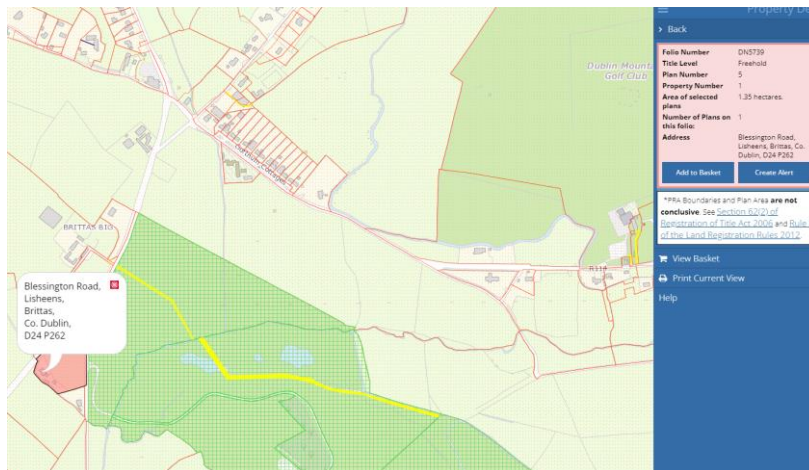 Property De
> Back
Folio Number DN5739
Title Level Freehold
Plan Number 5
Property Number 1
Area of selected plans 1.35 hectares.
Number of Plans on this folio: 1
Address Blessington Road,
Lisheens, Brittas, Co.
Dublin, D24 P262
Add to Basket Create Alert
*PRA Boundaries and Plan Area are not
conclusive. See Section 62(2) of
Registration of Title Act 2006 and Rule
of the Land Registration Rules 2012
View Basket
Print Current View
Help
Dublin Mounta
Golf Club
BRITTAS BIG
R114
Blessington Road,
Lisheens,
Brittas,
Co. Dublin,
D24 P262